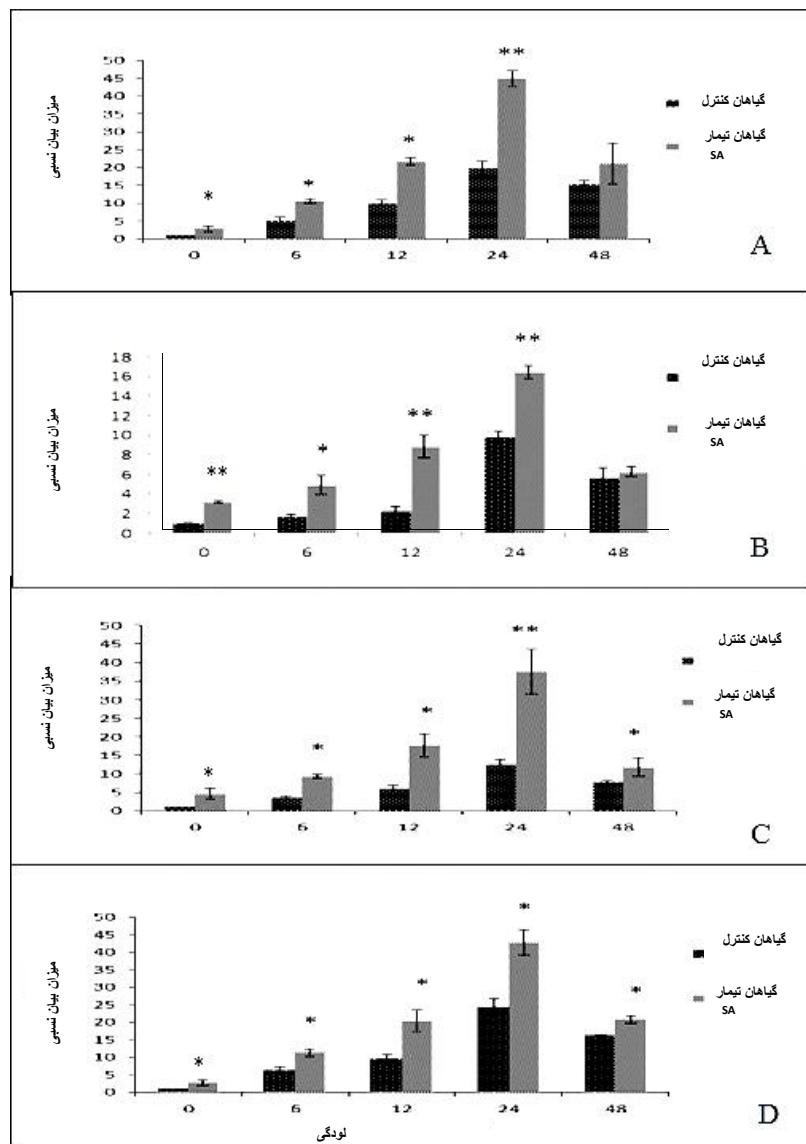 **
50
45
40
35
30
25
20
15
10
5
0
* * *
میزان بیان نسبی
گیاهان کنترل
گیاهان تیمار
SA
0 6 12 24 48
A
18
16
14
12
10
8
6
4
2
0
** * ** **
میزان بیان نسبی
گیاهان کنترل
گیاهان تیمار
SA
0 6 12 24 48
B
50
45
40
35
30
25
20
15
10
5
0
* * * ** *
میزان بیان نسبی
گیاهان کنترل
گیاهان تیمار
SA
0 6 12 24 48
C
50
45
40
35
30
25
20
15
10
5
0
* * * * *
میزان بیان نسبی
گیاهان کنترل
گیاهان تیمار
SA
0 6 12 24 48
D
لودگی